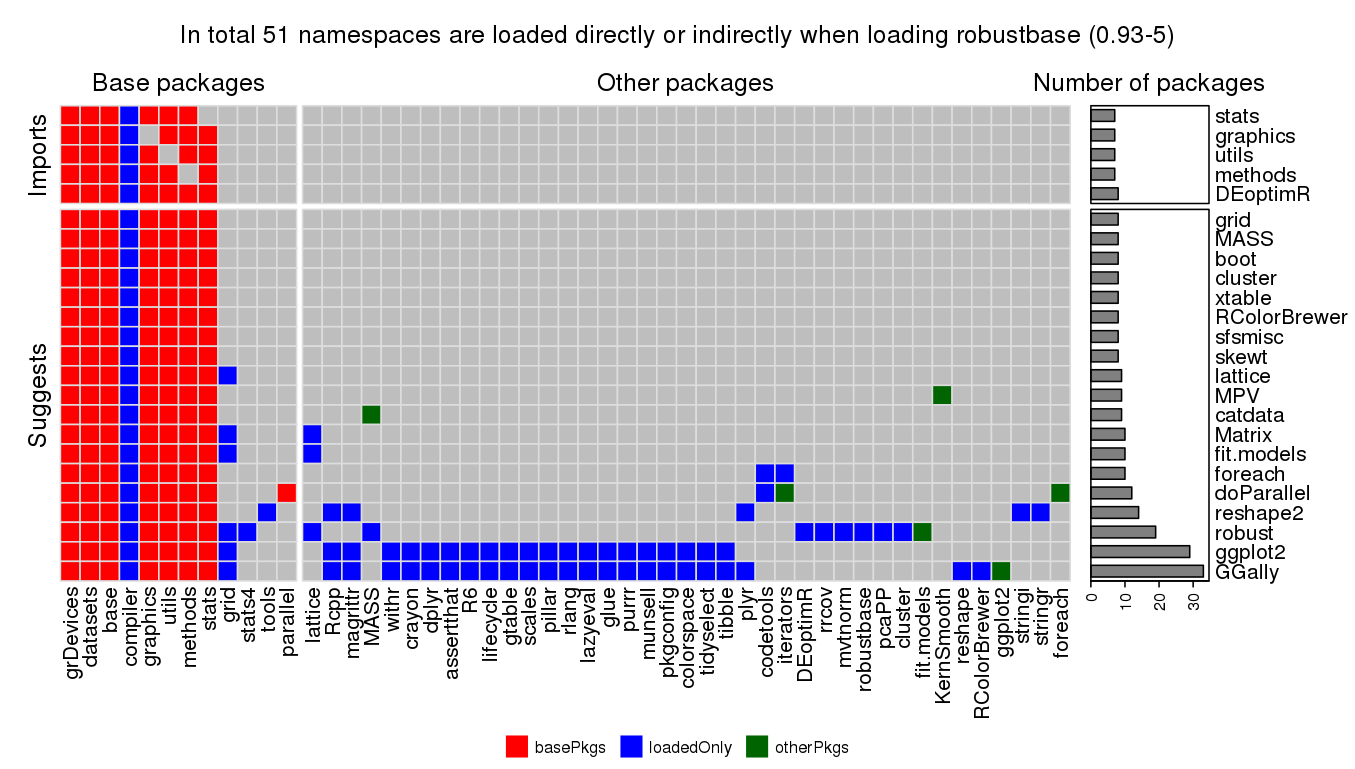 In total 51 namespaces are loaded directly or indirectly when loading robustbase (0.93-5)
Base packages
Other packages
Number of packages
Imports
Suggests
stats
graphics
utils
methods
DEoptimR
grid
MASS
boot
cluster
xtable
RColorBrewer
sfsmisc
skewt
lattice
MPV
catdata
Matrix
fit.models
foreach
doParallel
reshape2
robust
ggplot2
GGally
0
10
20
30
grDevices
datasets
base
compiler
graphics
utils
methods
stats
grid
stats4
tools
parallel
lattice
Rcpp
magrittr
MASS
withr
crayon
dplyr
assertthat
R6
lifecycle
gtable
scales
pillar
rlang
lazyeval
glue
purrr
munsell
pkgconfig
colorspace
tidyselect
tibble
plyr
codetools
iterators
DEoptimR
rrcov
mvtnorm
robustbase
pcaPP
cluster
fit.models
KernSmooth
reshape
RColorBrewer
ggplot2
stringi
stringr
foreach
basePkgs
loadedOnly
otherPkgs